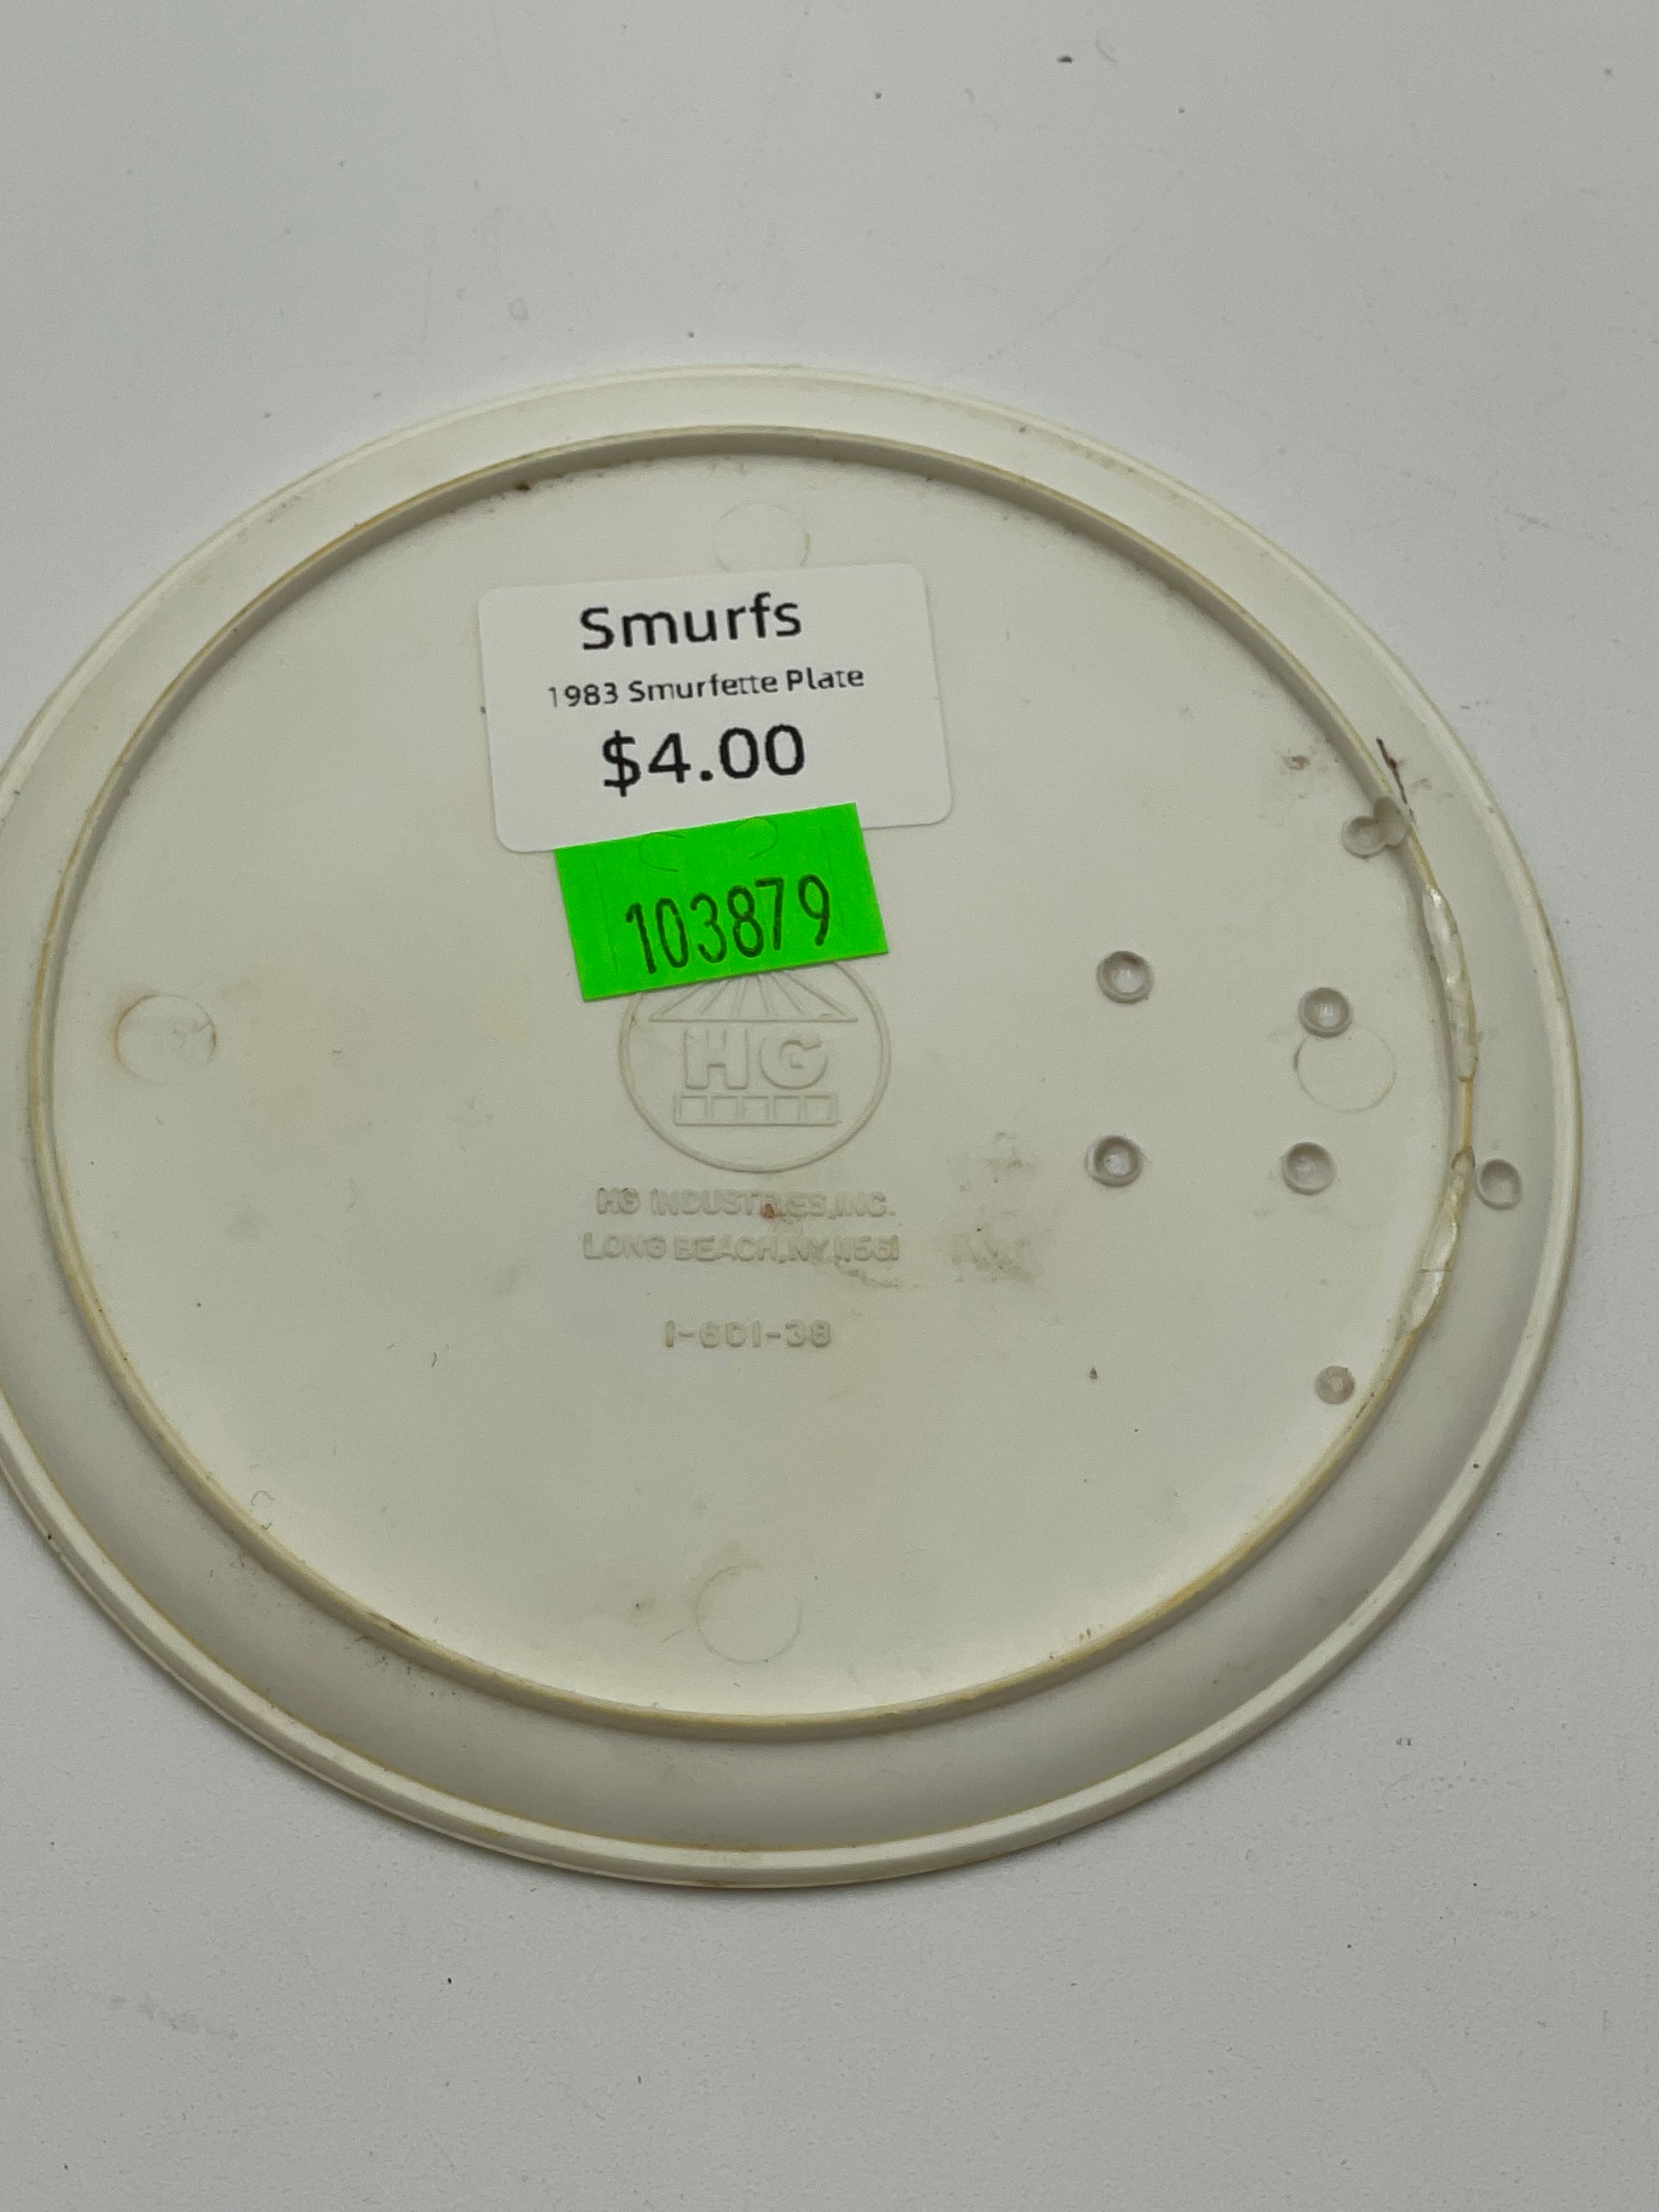 Smurfs
1983 Smurfette Plate
$4.00
103879
HG
HG INDUSTRIES, INC.
LONG BEACH, NY. 11561
1-601-38